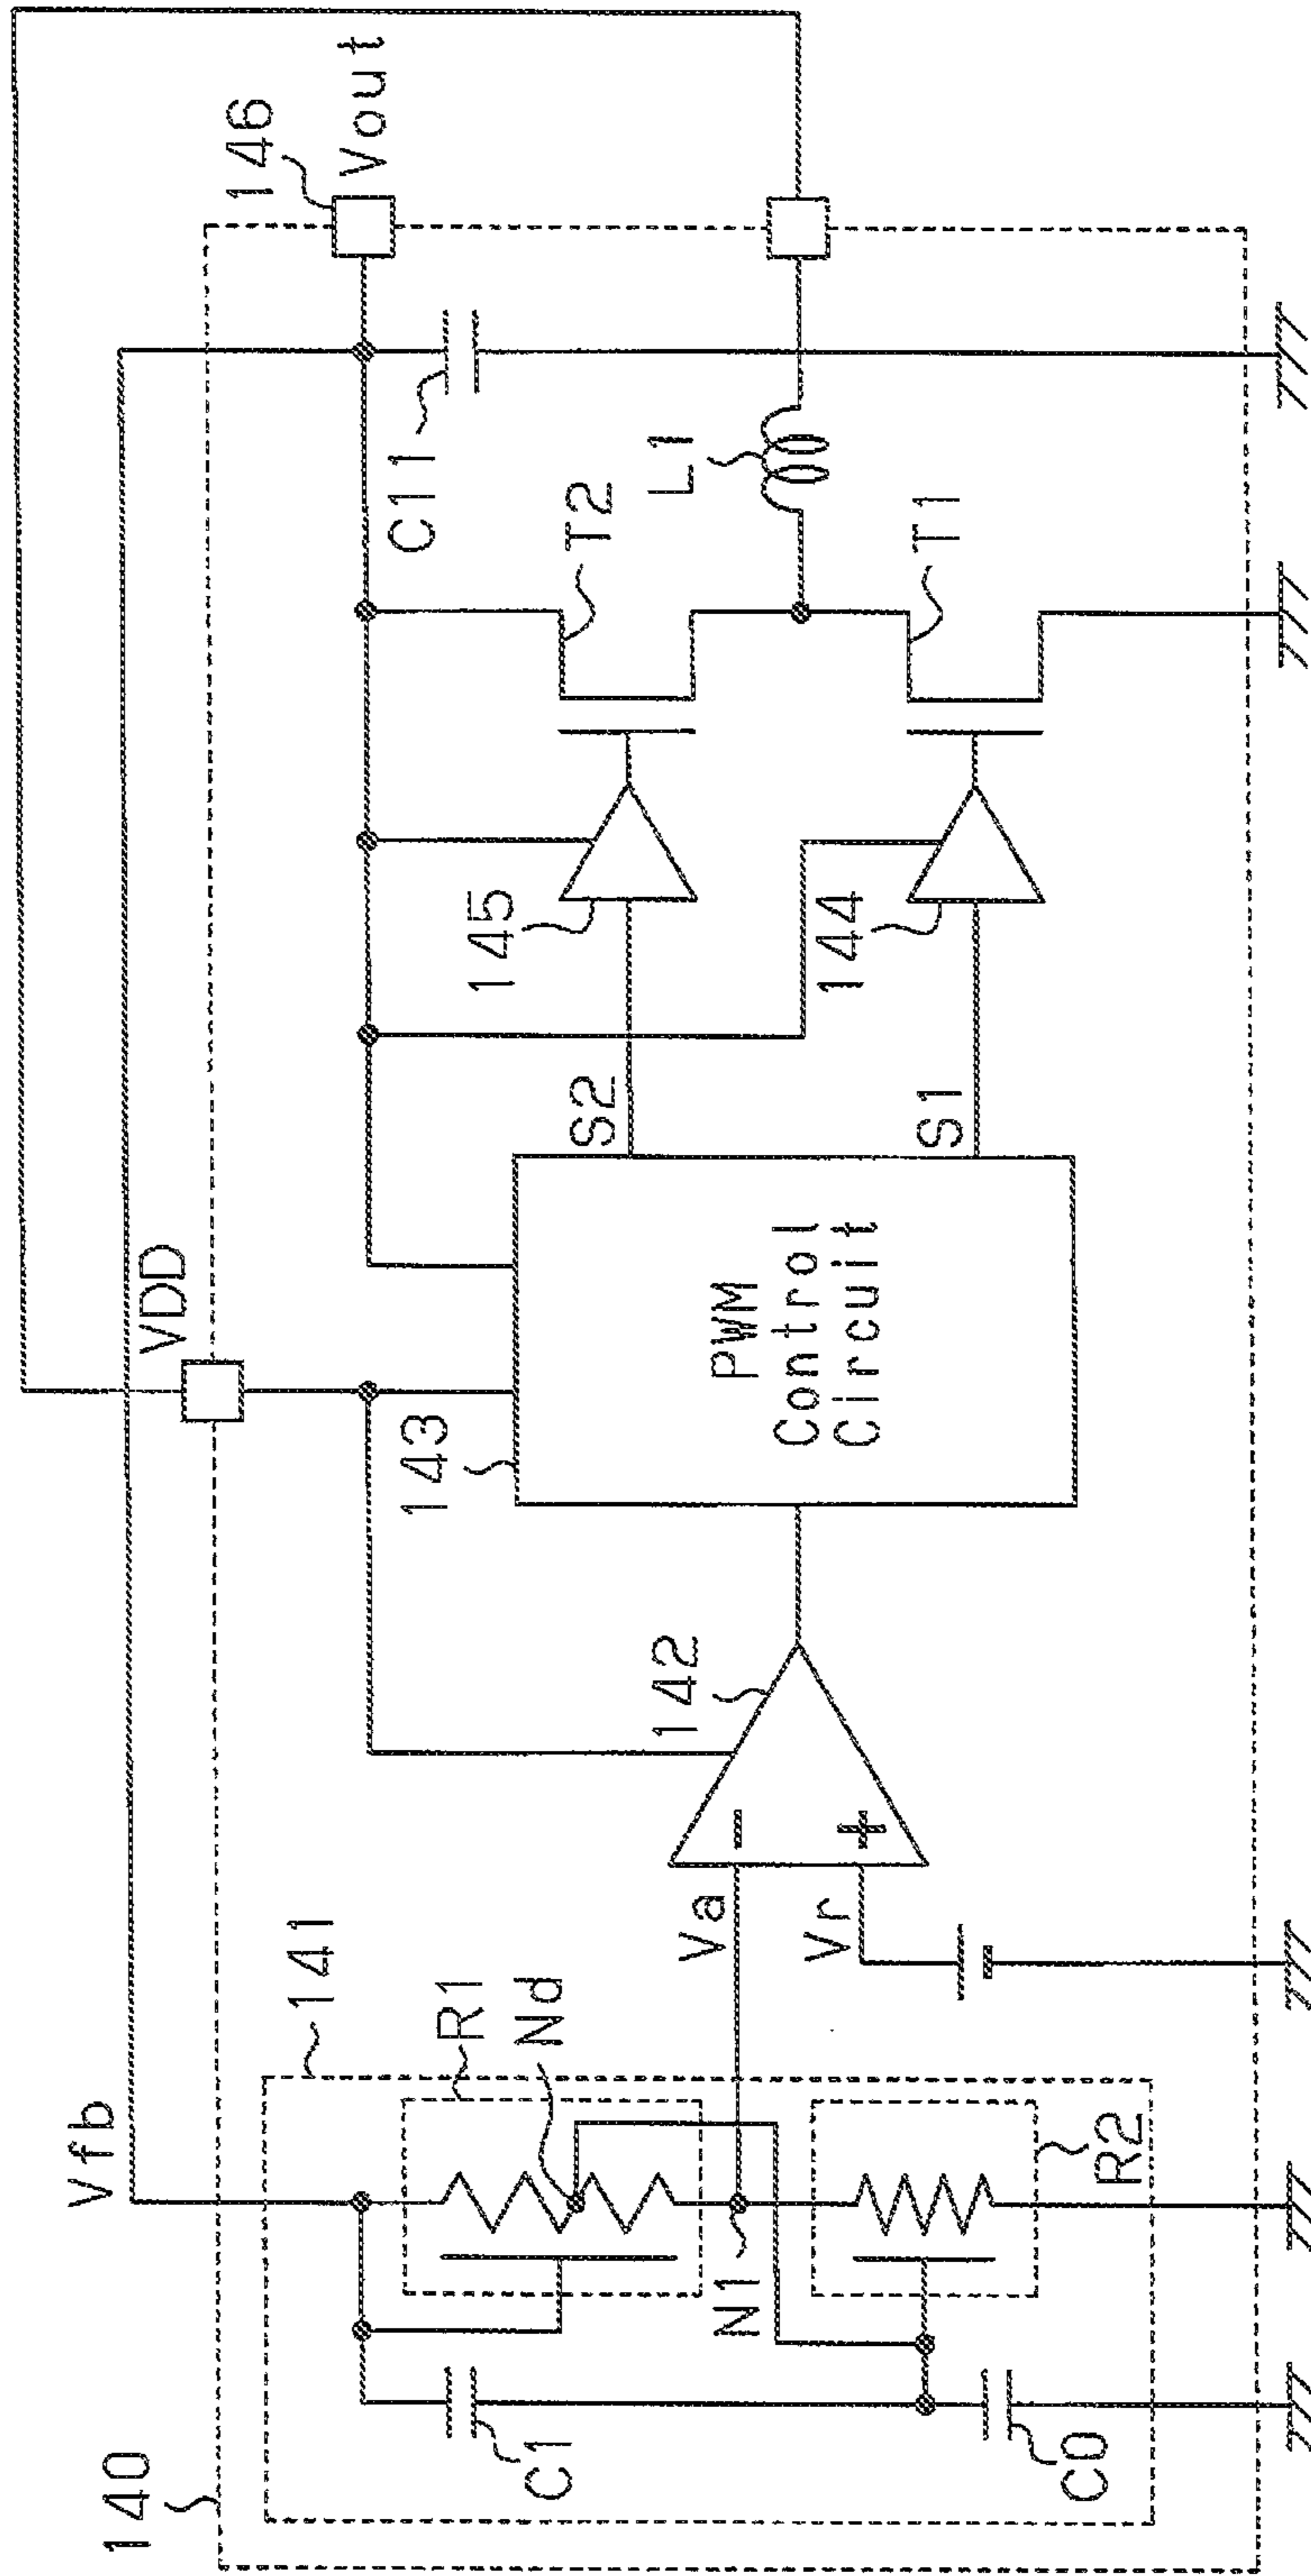 140
Vfb
141
R1
Nd
N1
C1
C0
R2
Va
Vr
142
VDD
143
PWM
Control
Circuit
S2
S1
145
144
T2
T1
C11
L1
146
Vout